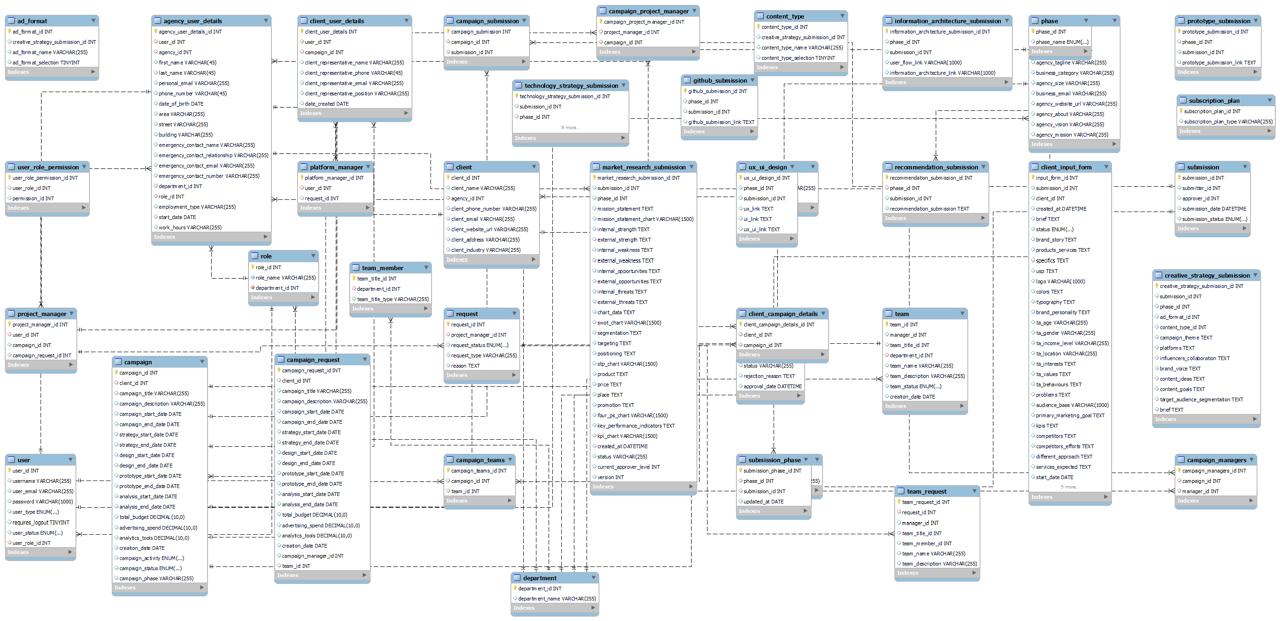 ad_format
ad_format_id INT
creative_strategy_submission_id INT
ad_format_name VARCHAR(255)
ad_format_selection TINYINT
Indexes
agency_user_details
agency_user_details_id INT
user_id INT
agency_id INT
first_name VARCHAR(45)
last_name VARCHAR(45)
personal_email VARCHAR(255)
phone_number VARCHAR(45)
date_of_birth DATE
area VARCHAR(255)
street VARCHAR(255)
building VARCHAR(255)
emergency_contact_name VARCHAR(255)
emergency_contact_relationship VARCHAR(255)
emergency_contact_email VARCHAR(255)
emergency_contact_number VARCHAR(255)
department_id INT
role_id INT
employment_type VARCHAR(255)
start_date DATE
work_hours VARCHAR(255)
Indexes
client_user_details
client_user_details_id INT
user_id INT
campaign_id INT
client_representative_name VARCHAR(255)
client_representative_phone VARCHAR(45)
client_representative_email VARCHAR(255)
client_representative_position VARCHAR(255)
date_created DATE
Indexes
campaign_submission
campaign_submission INT
campaign_id INT
submission_id INT
Indexes
campaign_project_manager
campaign_project_manager_id INT
project_manager_id INT
campaign_id INT
Indexes
content_type
content_type_id INT
creative_strategy_submission_id INT
content_type_name VARCHAR(255)
content_type_selection TINYINT
Indexes
information_architecture_submission
information_architecture_submission_id INT
phase_id INT
submission_id INT
user_flow_link VARCHAR(1000)
information_architecture_link VARCHAR(1000)
Indexes
phase
phase_id INT
phase_name ENUM(...)
Indexes
agency_tagline VARCHAR(255)
business_category VARCHAR(255)
agency_size VARCHAR(255)
business_email VARCHAR(255)
agency_website_url VARCHAR(255)
agency_about VARCHAR(255)
agency_vision VARCHAR(255)
agency_mission VARCHAR(255)
Indexes
prototype_submission
prototype_submission_id INT
phase_id INT
submission_id INT
prototype_submission_link TEXT
Indexes
technology_strategy_submission
technology_strategy_submission_id INT
submission_id INT
phase_id INT
Indexes
github_submission
github_submission_id INT
phase_id INT
submission_id INT
github_submission_link TEXT
Indexes
subscription_plan
subscription_plan_id INT
subscription_plan_type VARCHAR(255)
Indexes
user_role_permission
user_role_permission_id INT
user_role_id INT
permission_id INT
Indexes
platform_manager
platform_manager_id INT
user_id INT
request_id INT
Indexes
client
client_id INT
client_name VARCHAR(255)
agency_id INT
client_phone_number VARCHAR(255)
client_email VARCHAR(255)
client_website_url VARCHAR(255)
client_address VARCHAR(255)
client_industry VARCHAR(255)
Indexes
market_research_submission
market_research_submission_id INT
submission_id INT
phase_id INT
mission_statement TEXT
mission_statement_chart VARCHAR(1500)
internal_strength TEXT
external_strength TEXT
internal_weakness TEXT
external_weakness TEXT
internal_opportunities TEXT
external_opportunities TEXT
internal_threats TEXT
external_threats TEXT
chart_data TEXT
swot_chart VARCHAR(1500)
segmentation TEXT
targeting TEXT
positioning TEXT
stp_chart VARCHAR(1500)
product TEXT
price TEXT
place TEXT
promotion TEXT
four_ps_chart VARCHAR(1500)
key_performance_indicators TEXT
kpi_chart VARCHAR(1500)
created_at DATETIME
status VARCHAR(255)
current_approver_level INT
version INT
Indexes
ux_ui_design
ux_ui_design_id INT
phase_id INT
submission_id INT
ux_link TEXT
ui_link TEXT
ux_ui_link TEXT
Indexes
AR(255)
recommendation_submission
recommendation_submission_id INT
phase_id INT
submission_id INT
recommendation_submission TEXT
Indexes
client_input_form
input_form_id INT
submission_id INT
client_id INT
created_at DATETIME
brief TEXT
status ENUM(...)
brand_story TEXT
products_services TEXT
specifics TEXT
usp TEXT
logo VARCHAR(1000)
colors TEXT
typography TEXT
brand_personality TEXT
ta_age VARCHAR(255)
ta_gender VARCHAR(255)
ta_income_level VARCHAR(255)
ta_location VARCHAR(255)
ta_interests TEXT
ta_values TEXT
ta_behaviours TEXT
problems TEXT
audience_base VARCHAR(1000)
primary_marketing_goal TEXT
kpis TEXT
competitors TEXT
competitors_efforts TEXT
different_approach TEXT
services_expected TEXT
start_date DATE
Indexes
submission
submission_id INT
submitter_id INT
approver_id INT
submission_date DATETIME
submission_status ENUM(...)
Indexes
role
role_id INT
role_name VARCHAR(255)
department_id INT
Indexes
team_member
team_title_id INT
department_id INT
team_title_type VARCHAR(255)
Indexes
creative_strategy_submission
creative_strategy_submission_id INT
submission_id INT
phase_id INT
ad_format_id INT
content_type_id INT
campaign_theme TEXT
platforms TEXT
influencers_collaboration TEXT
brand_voice TEXT
content_ideas TEXT
content_goals TEXT
target_audience_segmentation TEXT
brief TEXT
Indexes
project_manager
project_manager_id INT
user_id INT
campaign_id INT
campaign_request_id INT
Indexes
request
request_id INT
project_manager_id INT
request_status ENUM(...)
request_type VARCHAR(255)
reason TEXT
Indexes
client_campaign_details
client_campaign_details_id INT
client_id INT
campaign_id INT
Indexes
status VARCHAR(255)
rejection_reason TEXT
approval_date DATETIME
Indexes
team
team_id INT
manager_id INT
team_title_id INT
department_id INT
team_name VARCHAR(255)
team_description VARCHAR(255)
team_status ENUM(...)
creation_date DATE
Indexes
campaign
campaign_id INT
client_id INT
campaign_title VARCHAR(255)
campaign_description VARCHAR(255)
campaign_start_date DATE
campaign_end_date DATE
strategy_start_date DATE
strategy_end_date DATE
design_start_date DATE
design_end_date DATE
prototype_start_date DATE
prototype_end_date DATE
analysis_start_date DATE
analysis_end_date DATE
total_budget DECIMAL(10,0)
advertising_spend DECIMAL(10,0)
analytics_tools DECIMAL(10,0)
creation_date DATE
campaign_activity ENUM(...)
campaign_status ENUM(...)
campaign_phase VARCHAR(255)
Indexes
campaign_request
campaign_request_id INT
client_id INT
campaign_title VARCHAR(255)
campaign_description VARCHAR(255)
campaign_start_date DATE
campaign_end_date DATE
strategy_start_date DATE
strategy_end_date DATE
design_start_date DATE
design_end_date DATE
prototype_start_date DATE
prototype_end_date DATE
analysis_start_date DATE
analysis_end_date DATE
total_budget DECIMAL(10,0)
advertising_spend DECIMAL(10,0)
analytics_tools DECIMAL(10,0)
creation_date DATE
campaign_manager_id INT
team_id INT
Indexes
user
user_id INT
username VARCHAR(255)
user_email VARCHAR(255)
password VARCHAR(1000)
user_type ENUM(...)
requires_logout TINYINT
user_status ENUM(...)
user_role_id INT
Indexes
campaign_teams
campaign_teams_id INT
campaign_id INT
team_id INT
Indexes
submission_phase
submission_phase_id INT
phase_id INT
submission_id INT
updated_at DATE
Indexes
55)
team_request
team_request_id INT
request_id INT
manager_id INT
team_title_id INT
team_member_id INT
team_name VARCHAR(255)
team_description VARCHAR(255)
Indexes
campaign_managers
campaign_managers_id INT
campaign_id INT
manager_id INT
Indexes
department
department_id INT
department_name VARCHAR(255)
Indexes